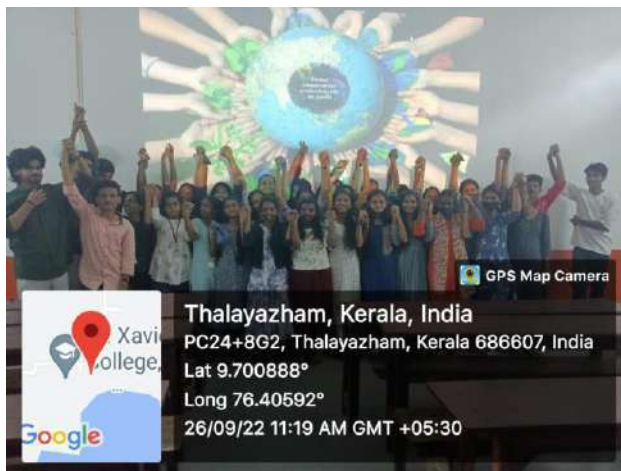 GPS Map Camera
Xavi
ollege,
Google
Thalayazham, Kerala, India
PC24+8G2, Thalayazham, Kerala 686607, India
Lat 9.700888°
Long 76.40592°
26/09/22 11:19 AM GMT +05:30